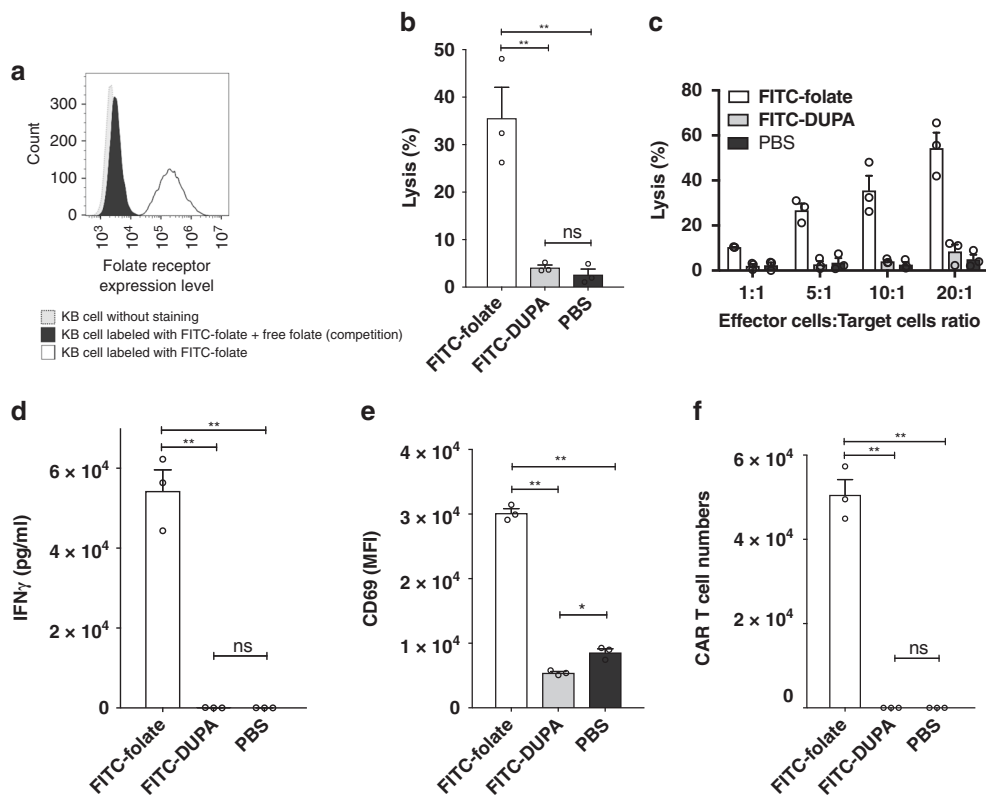 a
300
200
100
0
Count
10³ 10⁴ 10⁵ 10⁶ 10⁷
Folate receptor
expression level
KB cell without staining
KB cell labeled with FITC-folate + free folate (competition)
KB cell labeled with FITC-folate
b
**
**
50
40
30
20
10
0
Lysis (%)
ns
FITC-folate
FITC-DUPA
PBS
c
80
60
40
20
0
Lysis (%)
FITC-folate
FITC-DUPA
PBS
1:1 5:1 10:1 20:1
Effector cells:Target cells ratio
d
**
**
6 × 10⁴
4 × 10⁴
2 × 10⁴
0
IFNγ (pg/ml)
ns
FITC-folate
FITC-DUPA
PBS
e
4 × 10⁴
3 × 10⁴
2 × 10⁴
1 × 10⁴
0
CD69 (MFI)
**
**
*
FITC-folate
FITC-DUPA
PBS
f
**
**
6 × 10⁴
4 × 10⁴
2 × 10⁴
0
CAR T cell numbers
ns
FITC-folate
FITC-DUPA
PBS